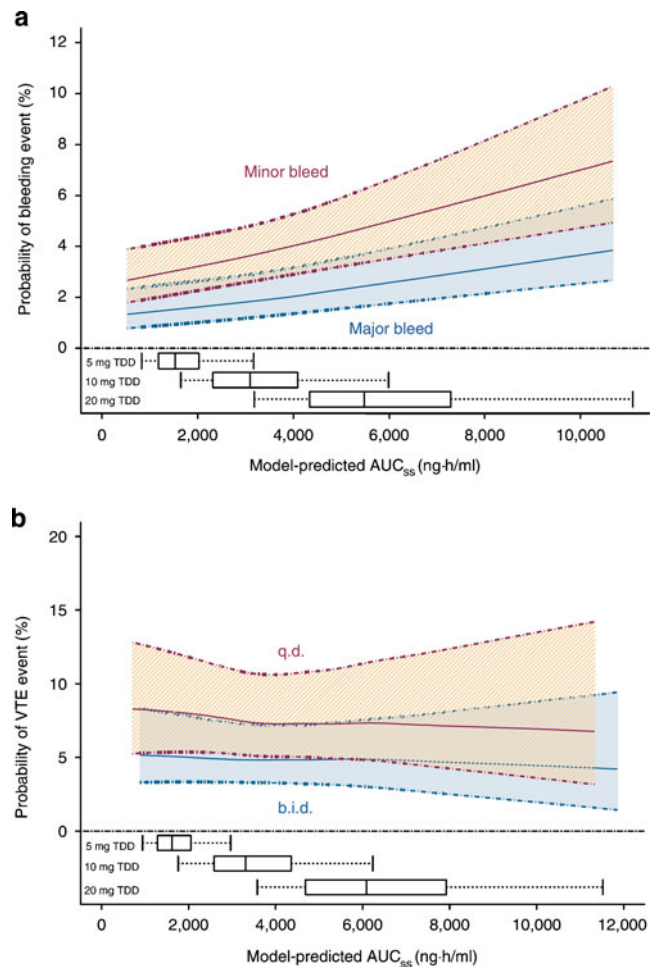 a
12
10
8
6
4
2
0
Probability of bleeding event (%)
Minor bleed
Major bleed
5 mg TDD
10 mg TDD
20 mg TDD
0 2,000 4,000 6,000 8,000 10,000
Model-predicted AUCss (ng·h/ml)
b
20
15
10
5
0
Probability of VTE event (%)
q.d.
b.i.d.
5 mg TDD
10 mg TDD
20 mg TDD
0 2,000 4,000 6,000 8,000 10,000 12,000
Model-predicted AUCss (ng·h/ml)